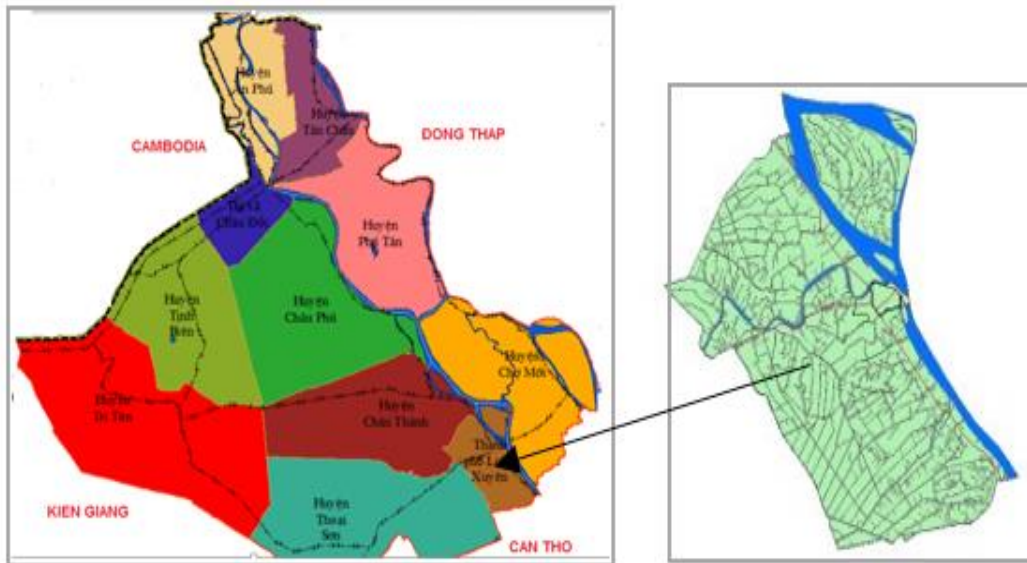 Huyện
An Phú
Huyện
Tân Châu
DONG THAP
CAMBODIA
Thị xã
Châu Đốc
Huyện
Phú Tân
Huyện
Tịnh
Biên
Huyện
Châu Phú
Huyện
Chợ Mới
Huyện
Tri Tôn
Huyện
Châu Thành
Thành
phố Long
Xuyên
KIEN GIANG
Huyện
Thoại
Sơn
CAN THO